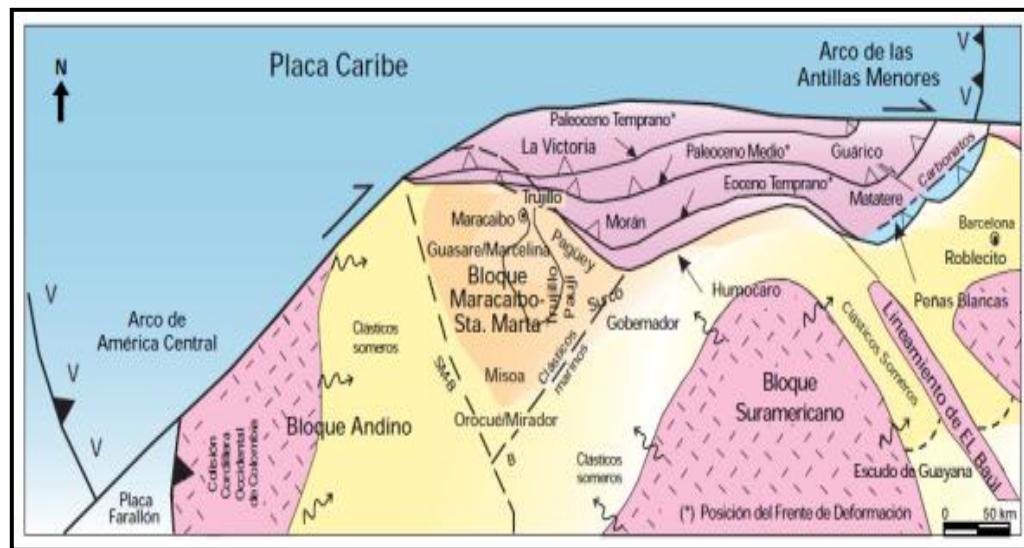 N
Placa Caribe
Arco de las
Antillas Menores
V
V
Paleoceno Temprano*
La Victoria
Paleoceno Medio*
Guárico
Carbonatos
Eoceno Temprano*
Matatere
Trujillo
Maracaibo
Morán
Barcelona
Roblecito
Guasare/Marcelina
Pagüey
Bloque
Maracaibo-
Sta. Marta
Trujillo
Paují
Surco
Humocaro
Peñas Blancas
Gobernador
V
V
V
V
Arco de
América Central
Clásticos
someros
SM-B
Misoa
Clásticos
marinos
Clásticos Someros
Lineamiento de EL Baúl
Bloque
Suramericano
Orocué/Mirador
Bloque Andino
Colisión
Cordillera
Occidental
de Colombia
B
Clásticos
someros
Escudo de Guayana
Placa
Farallón
(*) Posición del Frente de Deformación
0 50 km